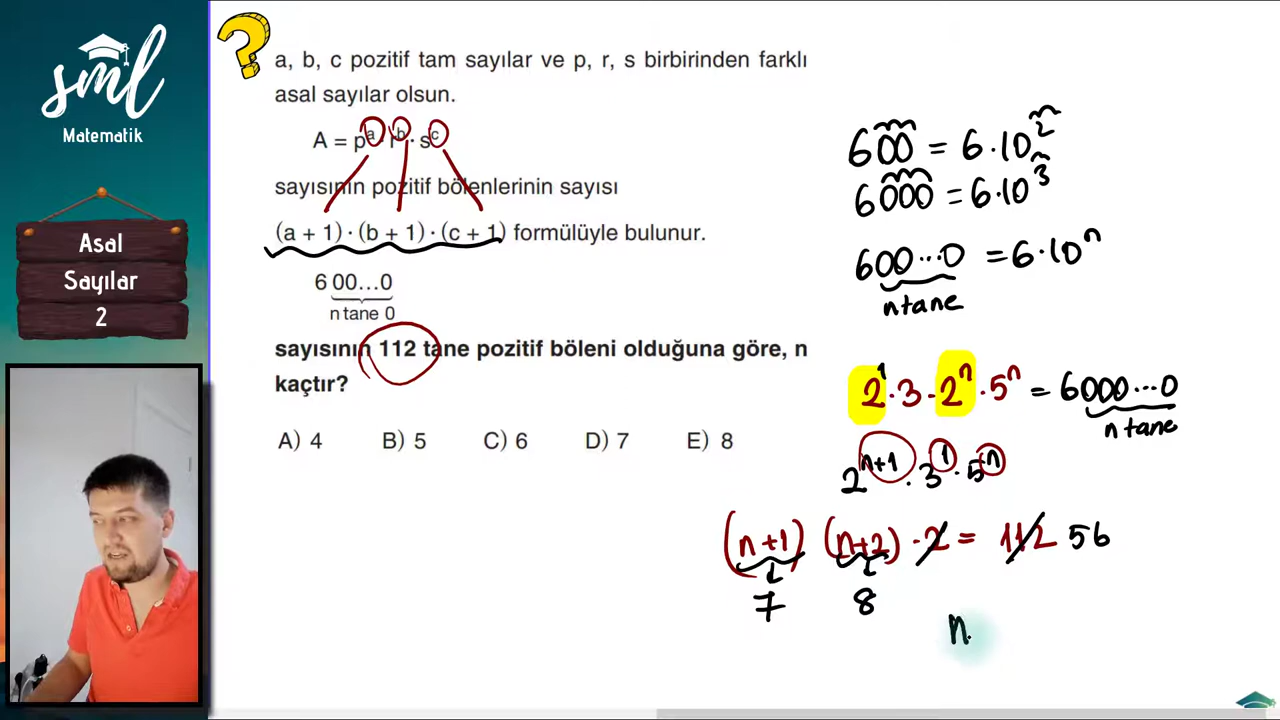 sml
Matematik
Asal
Sayılar
2
?
a, b, c pozitif tam sayılar ve p, r, s birbirinden farklı
asal sayılar olsun.
A = pᵃ · rᵇ · sᶜ
sayısının pozitif bölenlerinin sayısı
(a + 1) · (b + 1) · (c + 1) formülüyle bulunur.
6 00...0
n tane 0
sayısının 112 tane pozitif böleni olduğuna göre, n
kaçtır?
A) 4 B) 5 C) 6 D) 7 E) 8
600 = 6·10²
6000 = 6·10³
600...0 = 6·10ⁿ
n tane
2¹·3·2ⁿ·5ⁿ = 6000...0
n tane
2ⁿ⁺¹·3¹·5ⁿ
(n+1) (n+2)·2 = 112 56
7 8
n